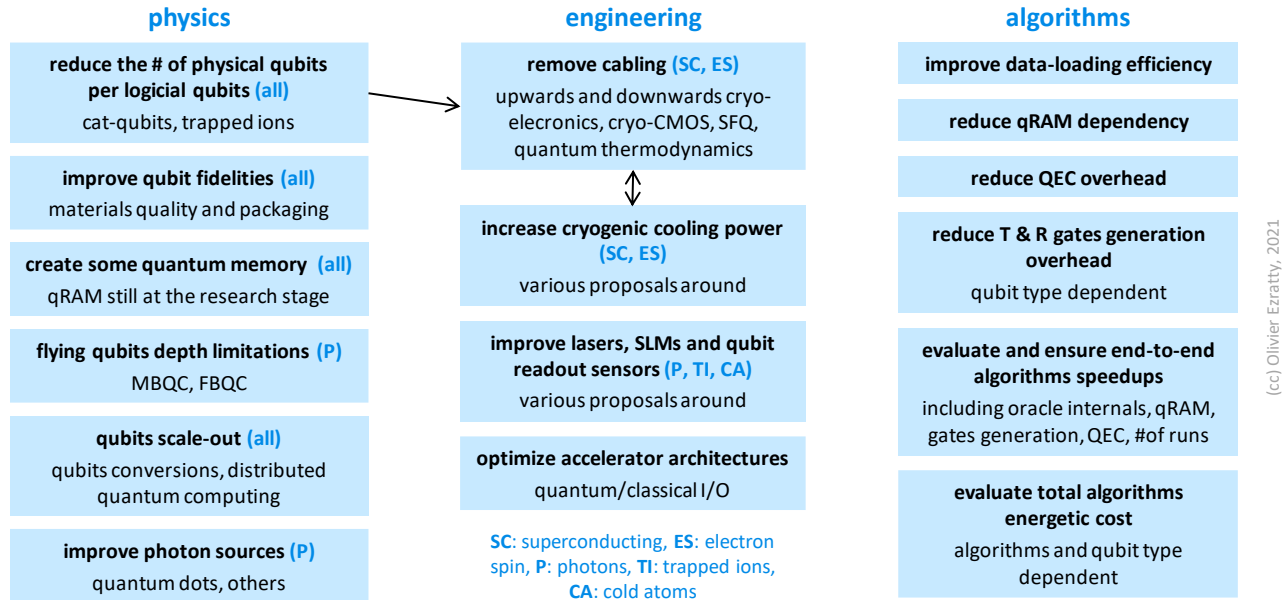 physics
reduce the # of physical qubits
per logicial qubits (all)
cat-qubits, trapped ions
improve qubit fidelities (all)
materials quality and packaging
create some quantum memory (all)
qRAM still at the research stage
flying qubits depth limitations (P)
MBQC, FBQC
qubits scale-out (all)
qubits conversions, distributed
quantum computing
improve photon sources (P)
quantum dots, others
engineering
remove cabling (SC, ES)
upwards and downwards cryo-
elecronics, cryo-CMOS, SFQ,
quantum thermodynamics
increase cryogenic cooling power
(SC, ES)
various proposals around
improve lasers, SLMs and qubit
readout sensors (P, TI, CA)
various proposals around
optimize accelerator architectures
quantum/classical I/O
SC: superconducting, ES: electron
spin, P: photons, TI: trapped ions,
CA: cold atoms
algorithms
improve data-loading efficiency
reduce qRAM dependency
reduce QEC overhead
reduce T & R gates generation
overhead
qubit type dependent
evaluate and ensure end-to-end
algorithms speedups
including oracle internals, qRAM,
gates generation, QEC, #of runs
evaluate total algorithms
energetic cost
algorithms and qubit type
dependent
(cc) Olivier Ezratty, 2021